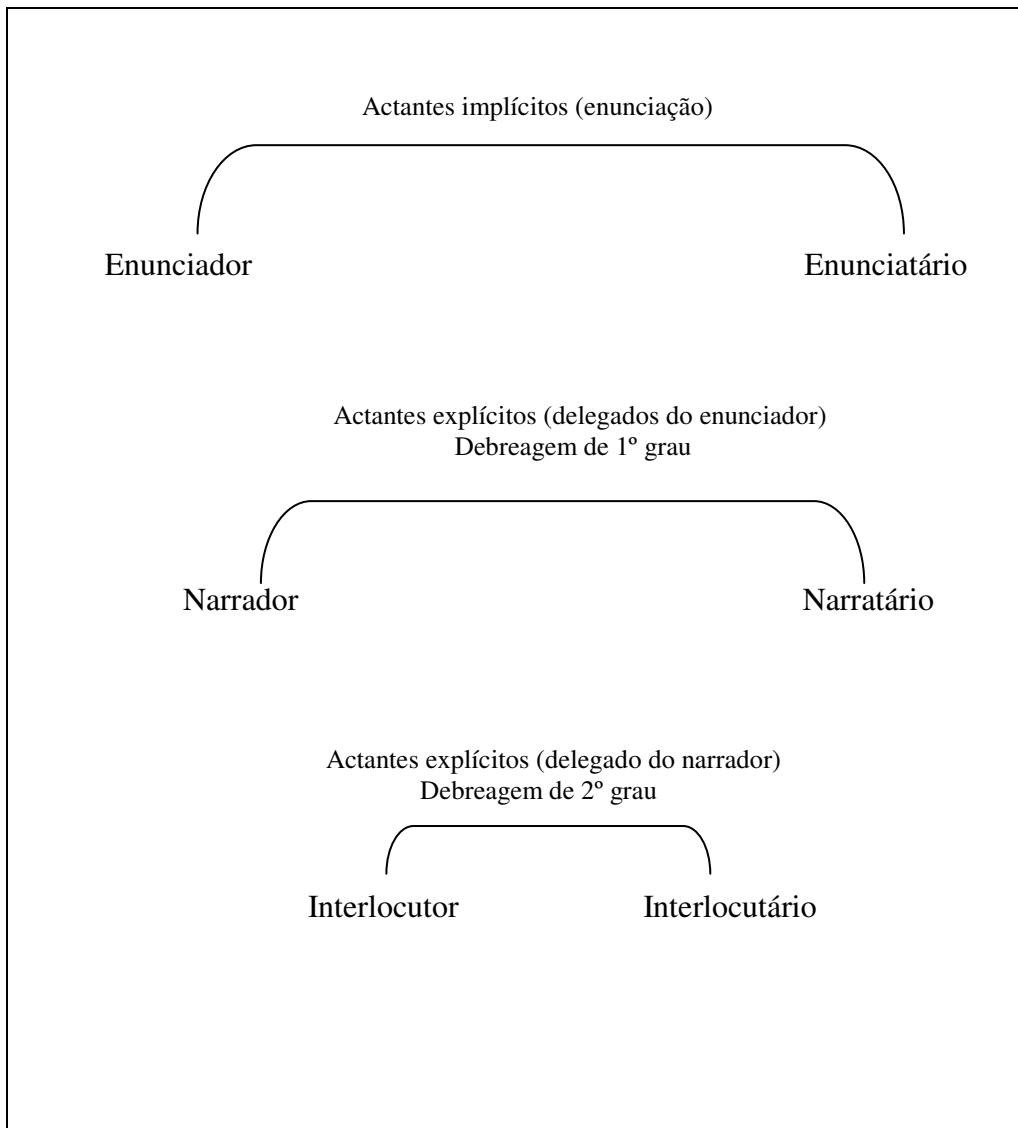 Actantes implícitos (enunciação)
Enunciador Enunciatário
Actantes explícitos (delegados do enunciador)
Debreagem de 1º grau
Narrador Narratário
Actantes explícitos (delegado do narrador)
Debreagem de 2º grau
Interlocutor Interlocutário